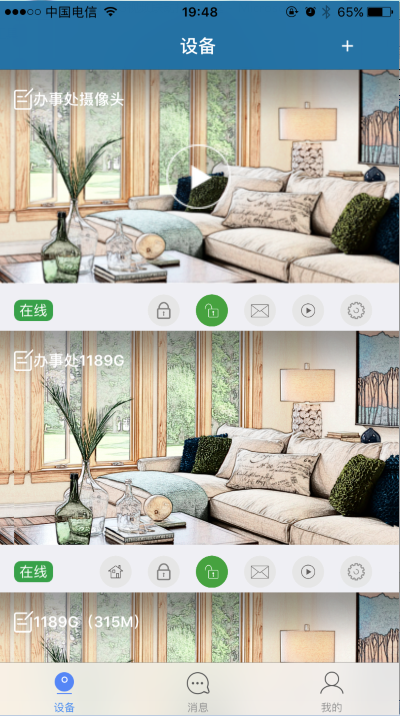 中国电信 19:48 65%
设备 +
办事处摄像头
在线
办事处1189G
在线
1189G（315M）
设备 消息 我的